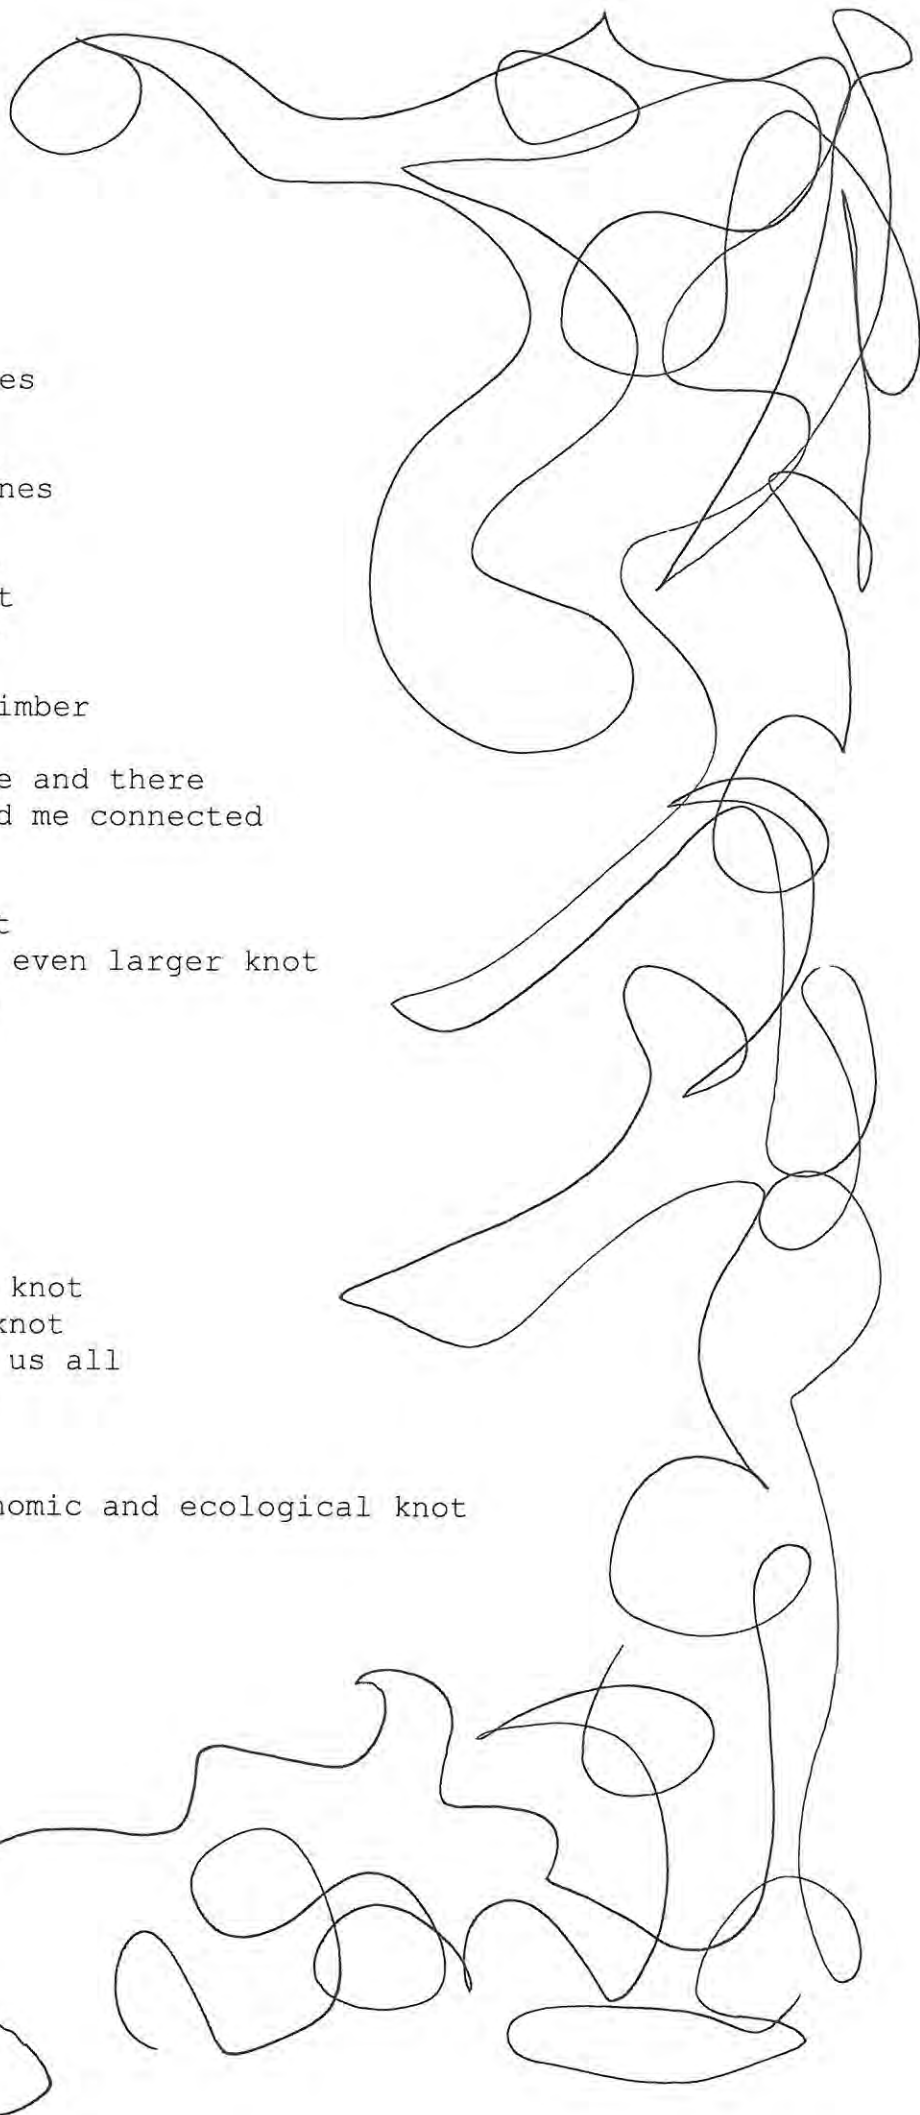 es
nes
t
imber
e and there
d me connected
t
even larger knot
knot
knot
us all
nomic and ecological knot